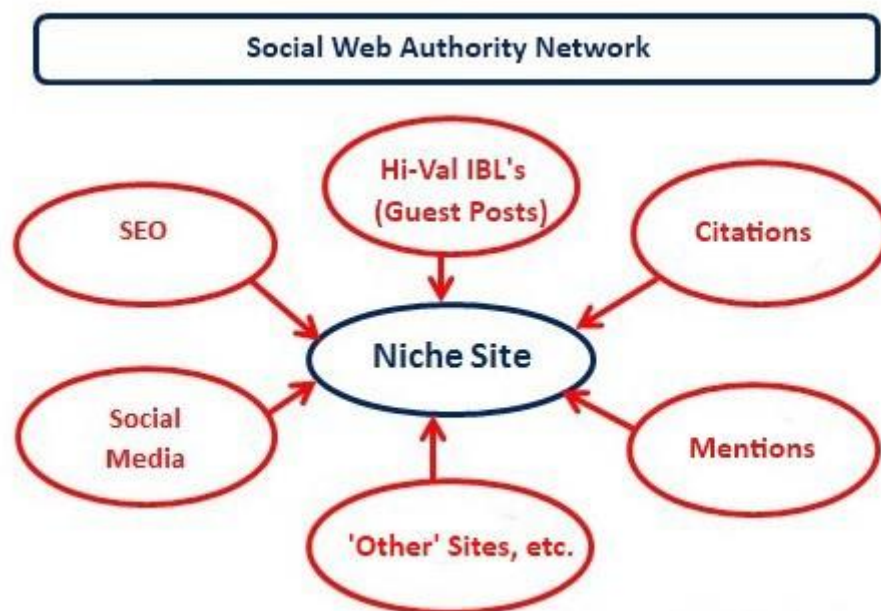 Social Web Authority Network
Hi-Val IBL's
(Guest Posts)
SEO
Citations
Niche Site
Social
Media
Mentions
'Other' Sites, etc.